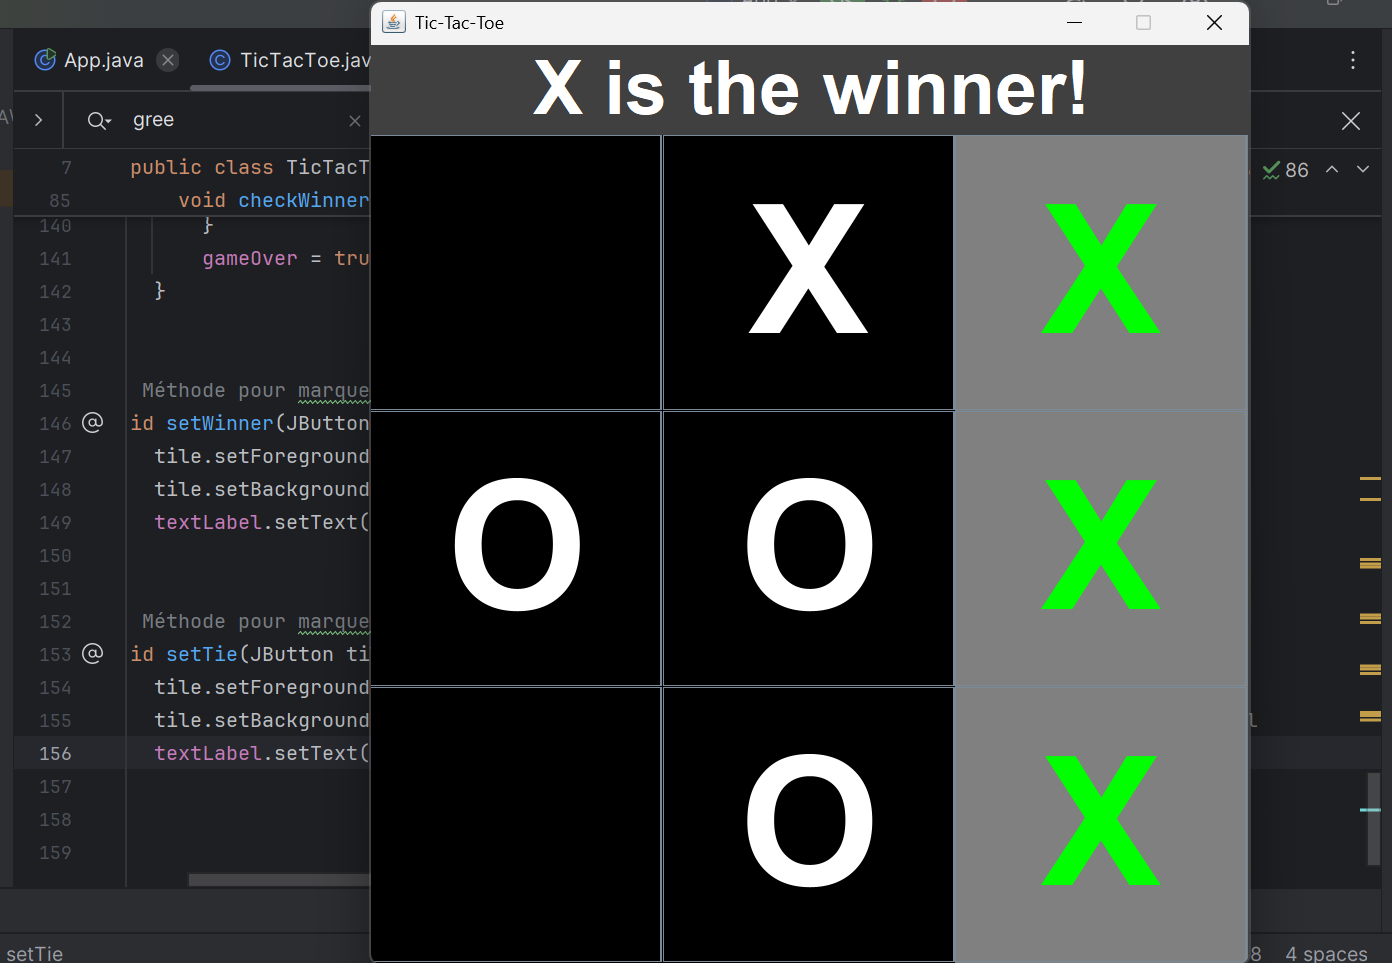 Tic-Tac-Toe
App.java
TicTacToe.jav
X is the winner!
gree
7 public class TicTacT
86
85 void checkWinner
140 }
141 gameOver = tru
142 }
143
144
145 Méthode pour marque
146 @ id setWinner(JButton
147 tile.setForeground
148 tile.setBackground
149 textLabel.setText(
150
151
152 Méthode pour marque
153 @ id setTie(JButton ti
154 tile.setForeground
155 tile.setBackground
156 textLabel.setText(
157
158
159
X X
O O X
O X
setTie
8 4 spaces